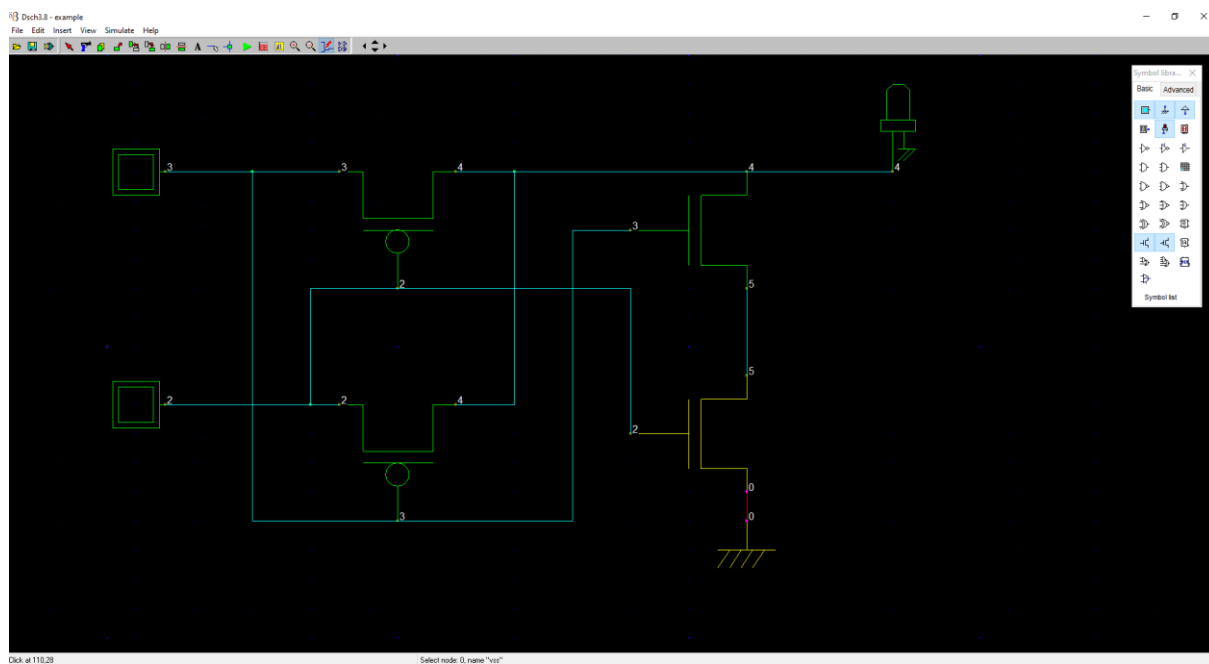 Dsch3.8 - example
File Edit Insert View Simulate Help
A
Symbol libra...
Basic Advanced
3 3 4 4 4
3
2 5
5
2 2 4
2
0
3 0
Symbol list
Click at 110,28 Select node: 0, name "vss"